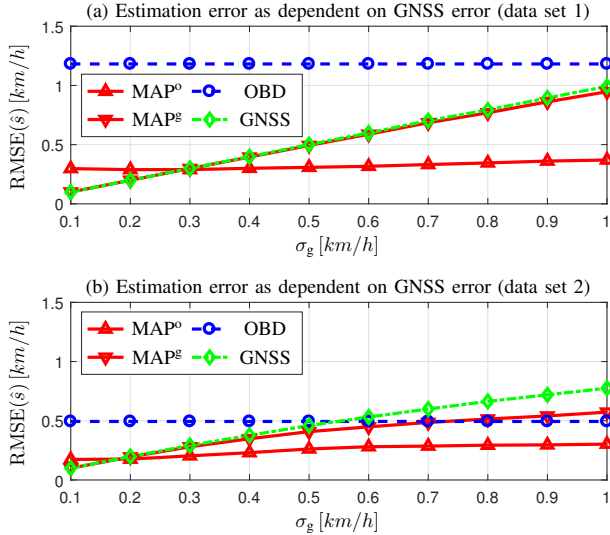 (a) Estimation error as dependent on GNSS error (data set 1)
1.5
1
0.5
0
RMSE(ŝ) [km/h]
MAPᵒ OBD
MAPᵍ GNSS
0.1 0.2 0.3 0.4 0.5 0.6 0.7 0.8 0.9 1
σg [km/h]
(b) Estimation error as dependent on GNSS error (data set 2)
1.5
1
0.5
0
RMSE(ŝ) [km/h]
MAPᵒ OBD
MAPᵍ GNSS
0.1 0.2 0.3 0.4 0.5 0.6 0.7 0.8 0.9 1
σg [km/h]